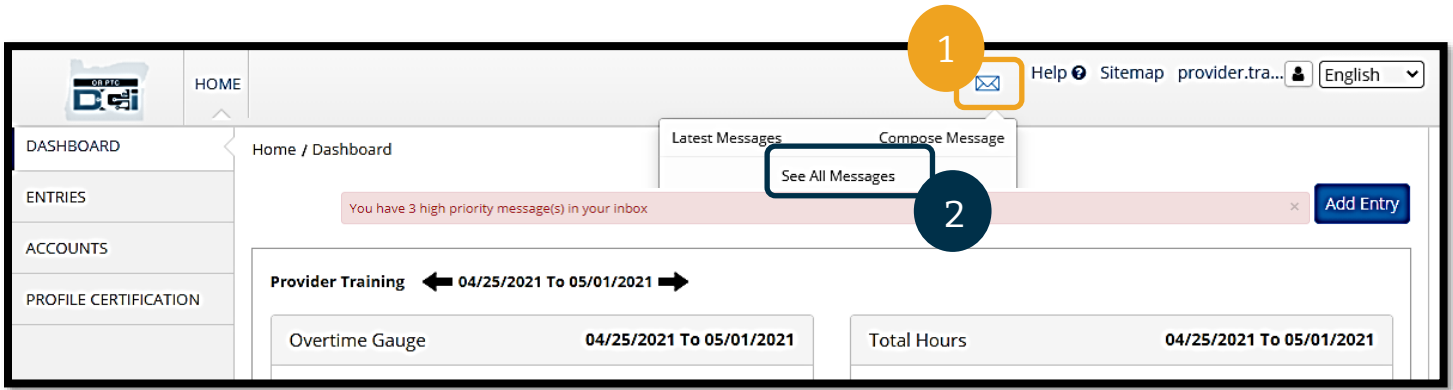 1
OR PTC
DCi
HOME
Help ? Sitemap provider.tra... English
DASHBOARD
Home / Dashboard
Latest Messages Compose Message
See All Messages
2
ENTRIES
You have 3 high priority message(s) in your inbox ×
Add Entry
ACCOUNTS
Provider Training 04/25/2021 To 05/01/2021
PROFILE CERTIFICATION
Overtime Gauge 04/25/2021 To 05/01/2021
Total Hours 04/25/2021 To 05/01/2021